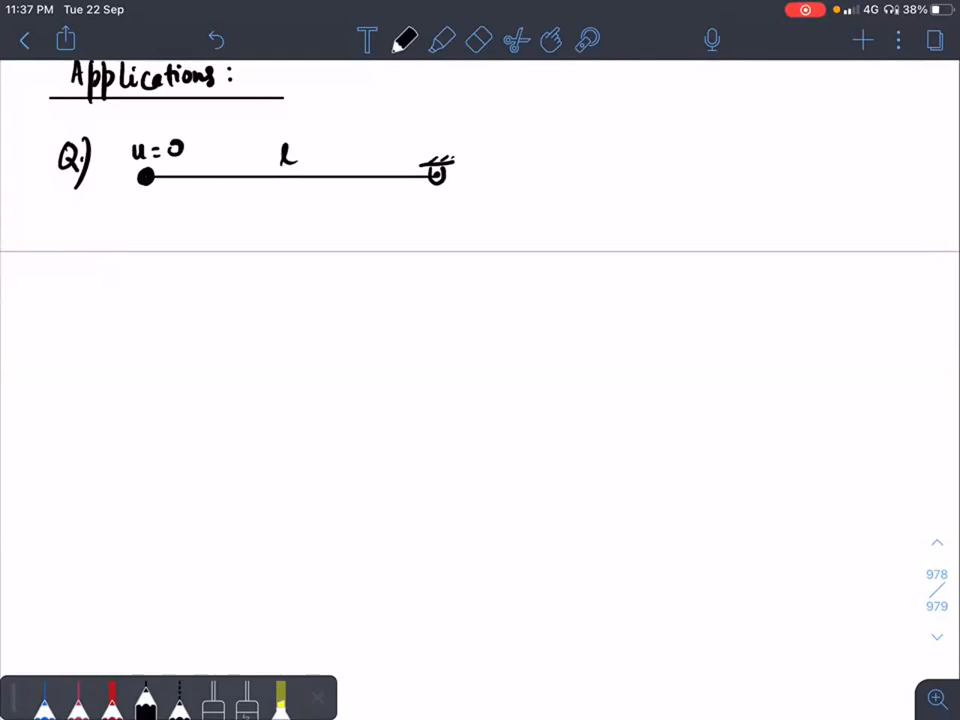 11:37 PM Tue 22 Sep 4G 38%
T
Applications :
Q.) u = 0 l
978
979